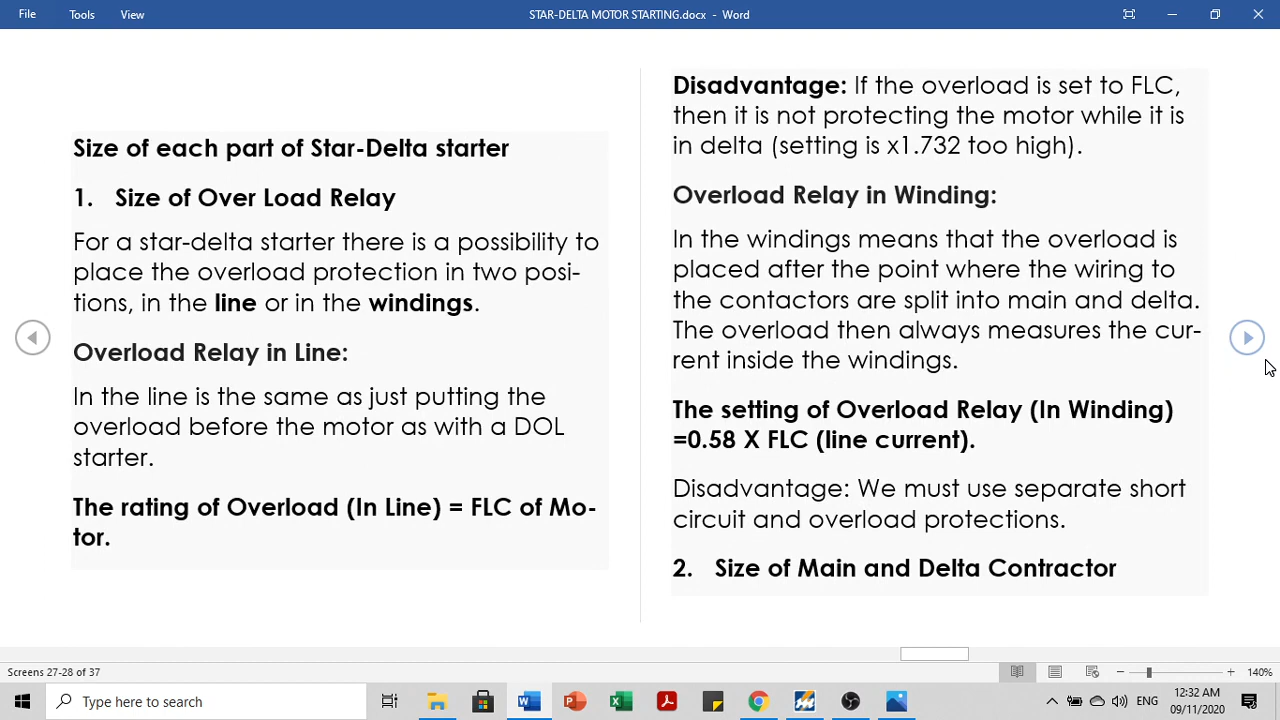 File Tools View STAR-DELTA MOTOR STARTING.docx - Word
Size of each part of Star-Delta starter
1. Size of Over Load Relay
For a star-delta starter there is a possibility to
place the overload protection in two posi-
tions, in the line or in the windings.
Overload Relay in Line:
In the line is the same as just putting the
overload before the motor as with a DOL
starter.
The rating of Overload (In Line) = FLC of Mo-
tor.
Disadvantage: If the overload is set to FLC,
then it is not protecting the motor while it is
in delta (setting is x1.732 too high).
Overload Relay in Winding:
In the windings means that the overload is
placed after the point where the wiring to
the contactors are split into main and delta.
The overload then always measures the cur-
rent inside the windings.
The setting of Overload Relay (In Winding)
=0.58 X FLC (line current).
Disadvantage: We must use separate short
circuit and overload protections.
2. Size of Main and Delta Contractor
Screens 27-28 of 37
140%
Type here to search
ENG
12:32 AM
09/11/2020